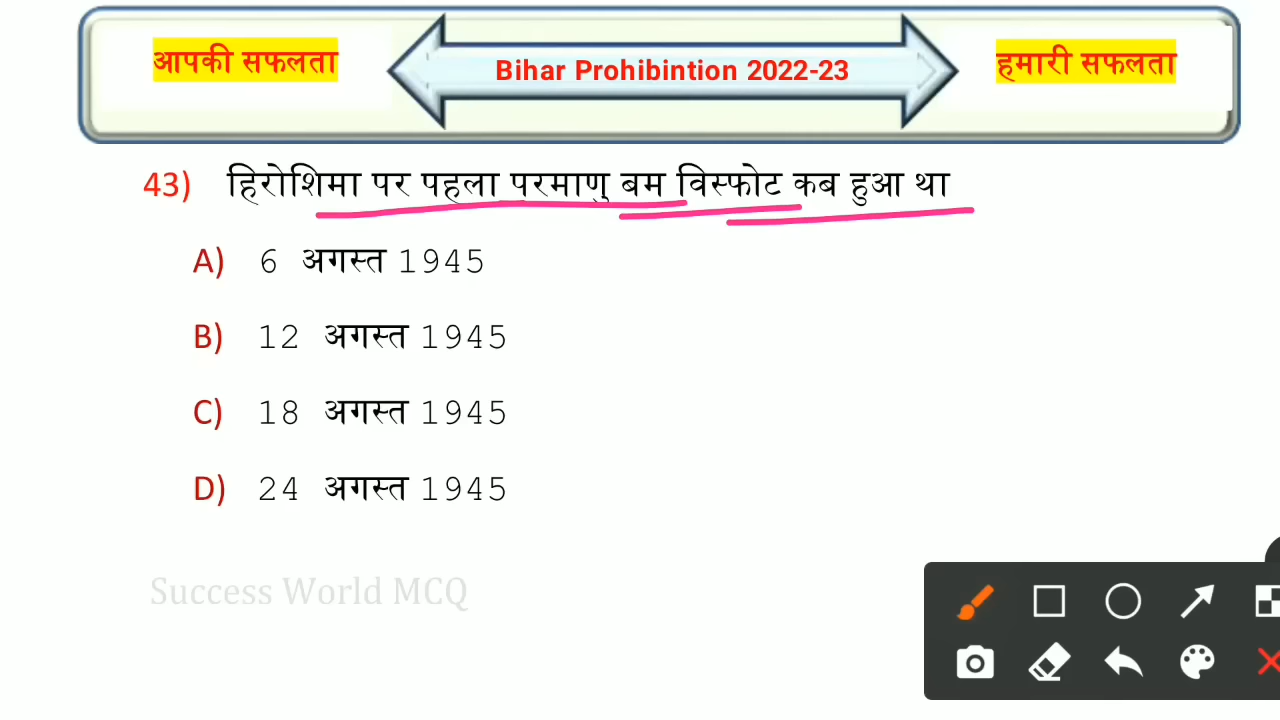 आपकी सफलता
Bihar Prohibintion 2022-23
हमारी सफलता
43) हिरोशिमा पर पहला परमाणु बम विस्फोट कब हुआ था
A) 6 अगस्त 1945
B) 12 अगस्त 1945
C) 18 अगस्त 1945
D) 24 अगस्त 1945
Success World MCQ